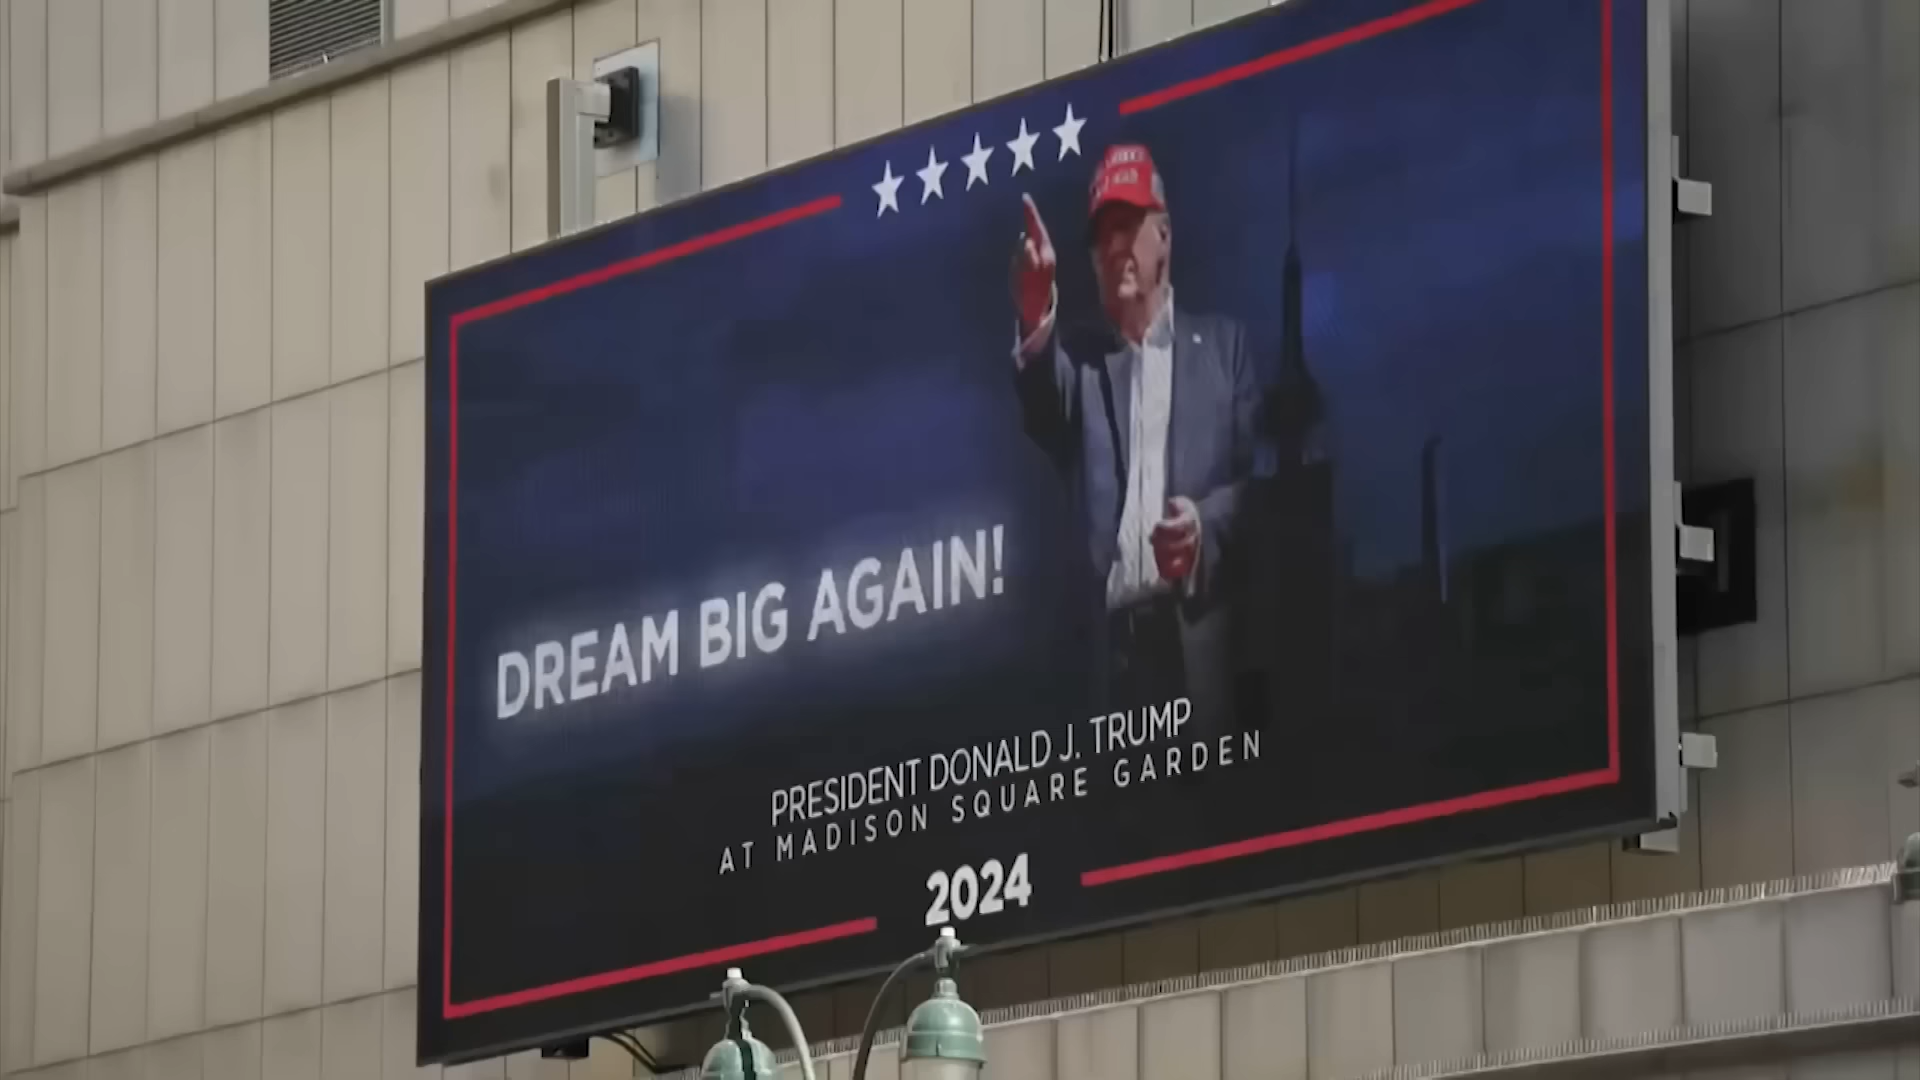 DREAM BIG AGAIN!
PRESIDENT DONALD J. TRUMP
AT MADISON SQUARE GARDEN
2024